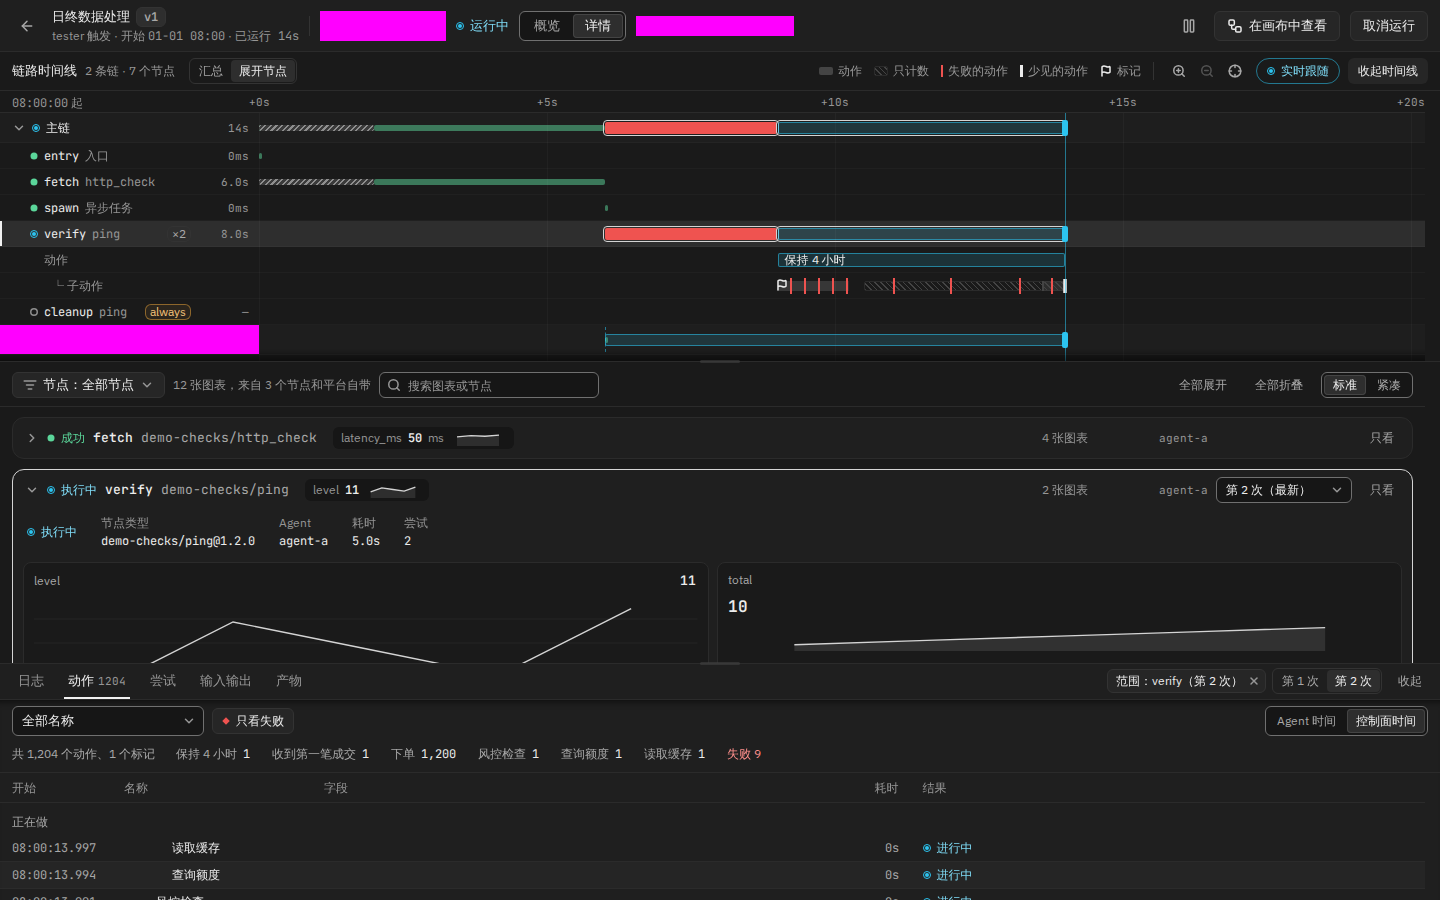 日终数据处理 v1
tester 触发 · 开始 01-01 08:00 · 已运行 14s
运行中
概览 详情
在画布中查看
取消运行
链路时间线 2 条链 · 7 个节点 汇总 展开节点
动作 只计数 失败的动作 少见的动作 标记
实时跟随 收起时间线
08:00:00 起 +0s +5s +10s +15s +20s
主链 14s
entry 入口 0ms
fetch http_check 6.0s
spawn 异步任务 0ms
verify ping ×2 8.0s
动作 保持 4 小时
└ 子动作
cleanup ping always —
节点：全部节点 12 张图表，来自 3 个节点和平台自带 搜索图表或节点 全部展开 全部折叠 标准 紧凑
成功 fetch demo-checks/http_check latency_ms 50 ms 4 张图表 agent-a 只看
执行中 verify demo-checks/ping level 11 2 张图表 agent-a 第 2 次（最新） 只看
执行中
节点类型 Agent 耗时 尝试
demo-checks/ping@1.2.0 agent-a 5.0s 2
level 11
total
10
日志 动作 1204 尝试 输入输出 产物 范围：verify（第 2 次） 第 1 次 第 2 次 收起
全部名称 只看失败 Agent 时间 控制面时间
共 1,204 个动作、1 个标记 保持 4 小时 1 收到第一笔成交 1 下单 1,200 风控检查 1 查询额度 1 读取缓存 1 失败 9
开始 名称 字段 耗时 结果
正在做
08:00:13.997 读取缓存 0s 进行中
08:00:13.994 查询额度 0s 进行中
08:00:13.991 风控检查 0s 进行中